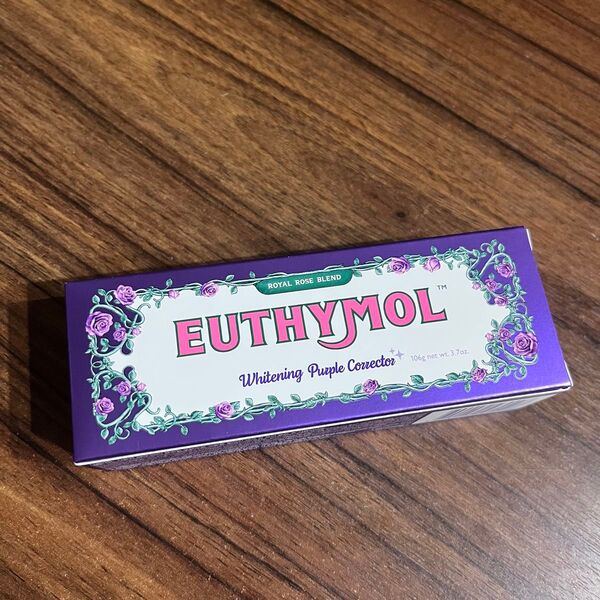 ROYAL ROSE BLEND
EUTHYMOL™
Whitening Purple Corrector
106g net wt. 3.7oz.